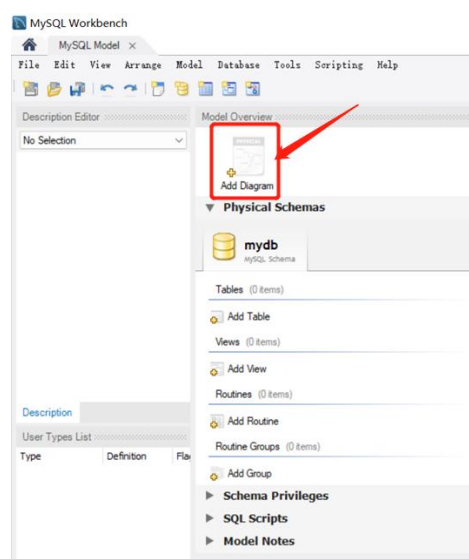 MySQL Workbench
MySQL Model ×
File Edit View Arrange Model Database Tools Scripting Help
Description Editor
Model Overview
No Selection
Add Diagram
Physical Schemas
mydb
MySQL Schema
Tables (0 items)
Add Table
Views (0 items)
Add View
Routines (0 items)
Add Routine
Routine Groups (0 items)
Add Group
Schema Privileges
SQL Scripts
Model Notes
Description
User Types List
Type Definition Flag